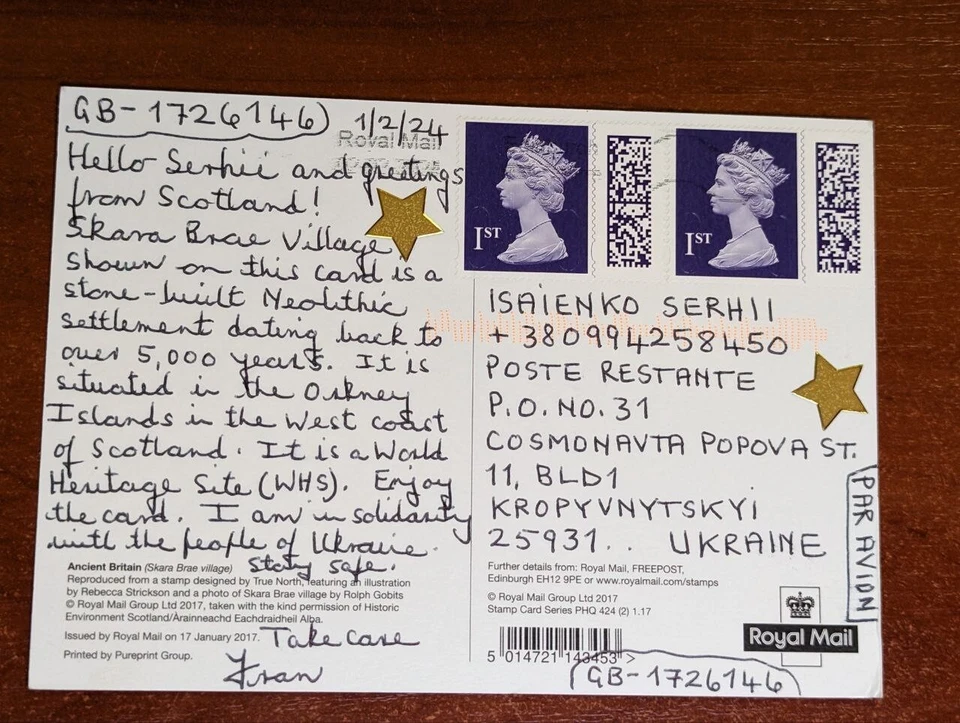 GB-1726146
1/2/24
Royal Mail
Hello Serhii and greetings
from Scotland!
Skara Brae Village
shown on this card is a
stone-built Neolithic
settlement dating back to
over 5,000 years. It is
situated in the Orkney
Islands in the West coast
of Scotland. It is a World
Heritage Site (WHS). Enjoy
the card. I am in solidarity
with the people of Ukraine.
Stay safe.
Take care
Fran
Ancient Britain (Skara Brae village)
Reproduced from a stamp designed by True North, featuring an illustration
by Rebecca Strickson and a photo of Skara Brae village by Rolph Gobits
© Royal Mail Group Ltd 2017, taken with the kind permission of Historic
Environment Scotland/Àrainneachd Eachdraidheil Alba.
Issued by Royal Mail on 17 January 2017.
Printed by Pureprint Group.
1ST
1ST
ISAIENKO SERHII
+380994258450
POSTE RESTANTE
P.O. NO. 31
COSMONAVTA POPOVA ST.
11, BLD1
KROPYVNYTSKYI
25931.. UKRAINE
PAR AVION
Further details from: Royal Mail, FREEPOST,
Edinburgh EH12 9PE or www.royalmail.com/stamps
© Royal Mail Group Ltd 2017
Stamp Card Series PHQ 424 (2) 1.17
Royal Mail
5 014721 143453 >
GB-1726146